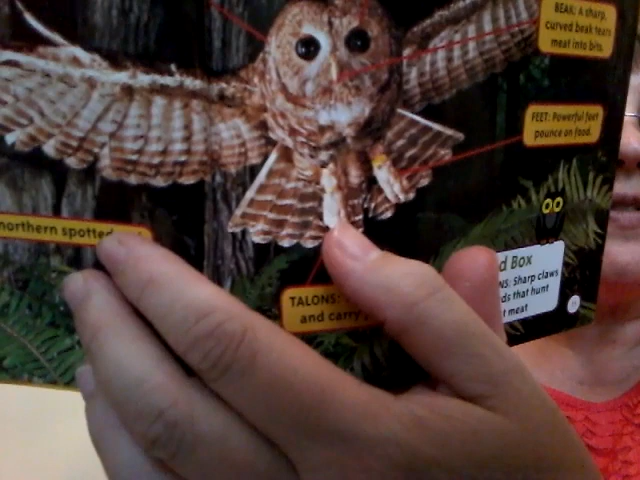 BEAK: A sharp,
curved beak tears
meat into bits.
FEET: Powerful feet
pounce on food.
northern spotted
d Box
NS: Sharp claws
ds that hunt
t meat
TALONS:
and carry